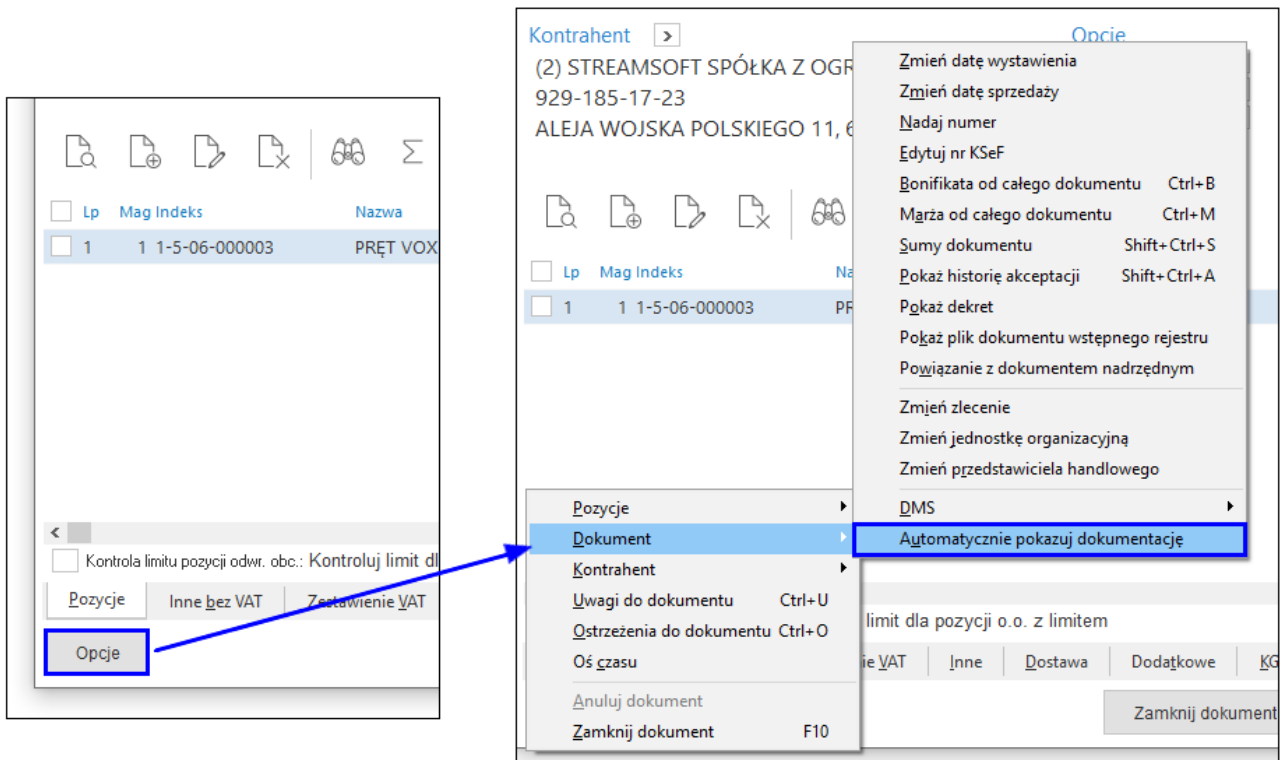 Lp Mag Indeks Nazwa
1 1 1-5-06-000003 PRĘT VOX
Kontrola limitu pozycji odwr. obc.: Kontroluj limit dl
Pozycje Inne bez VAT Zestawienie VAT
Opcje
Kontrahent > Opcje
(2) STREAMSOFT SPÓŁKA Z OGR
929-185-17-23
ALEJA WOJSKA POLSKIEGO 11, 6
Lp Mag Indeks Na
1 1 1-5-06-000003 PR
Zmień datę wystawienia
Zmień datę sprzedaży
Nadaj numer
Edytuj nr KSeF
Bonifikata od całego dokumentu Ctrl+B
Marża od całego dokumentu Ctrl+M
Sumy dokumentu Shift+Ctrl+S
Pokaż historię akceptacji Shift+Ctrl+A
Pokaż dekret
Pokaż plik dokumentu wstępnego rejestru
Powiązanie z dokumentem nadrzędnym
Zmień zlecenie
Zmień jednostkę organizacyjną
Zmień przedstawiciela handlowego
DMS
Automatycznie pokazuj dokumentację
Pozycje
Dokument
Kontrahent
Uwagi do dokumentu Ctrl+U
Ostrzeżenia do dokumentu Ctrl+O
Oś czasu
Anuluj dokument
Zamknij dokument F10
limit dla pozycji o.o. z limitem
ie VAT Inne Dostawa Dodatkowe KG
Zamknij dokument